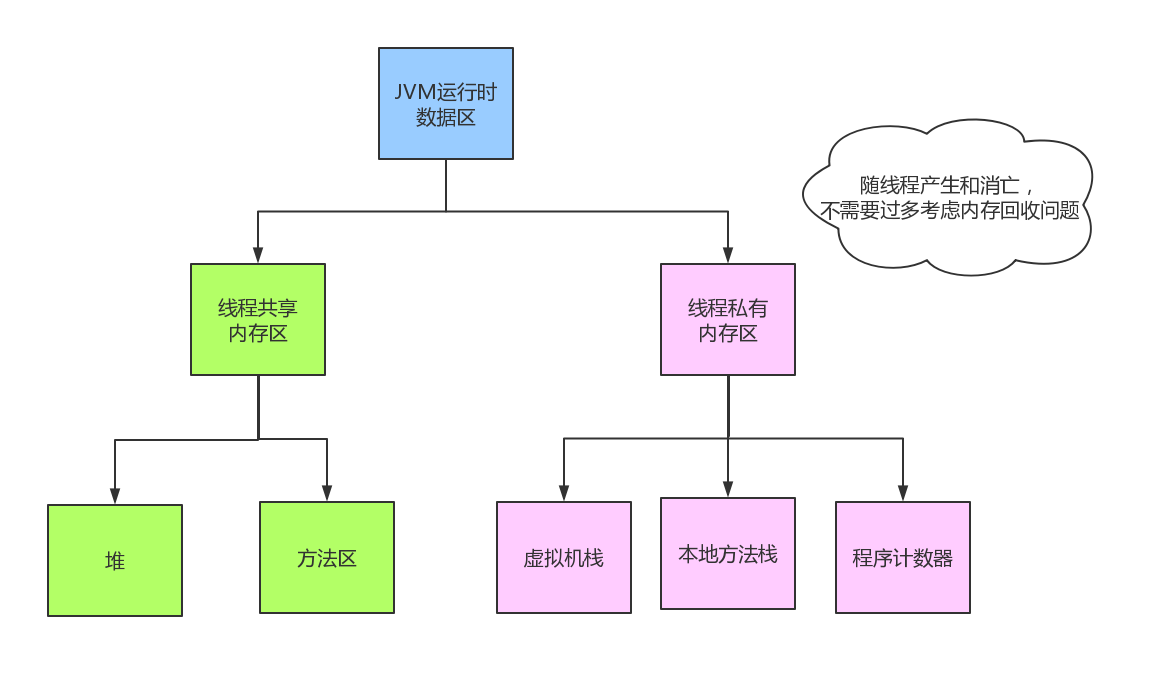 JVM运行时
数据区
随线程产生和消亡，
不需要过多考虑内存回收问题
线程共享
内存区
线程私有
内存区
堆
方法区
虚拟机栈
本地方法栈
程序计数器